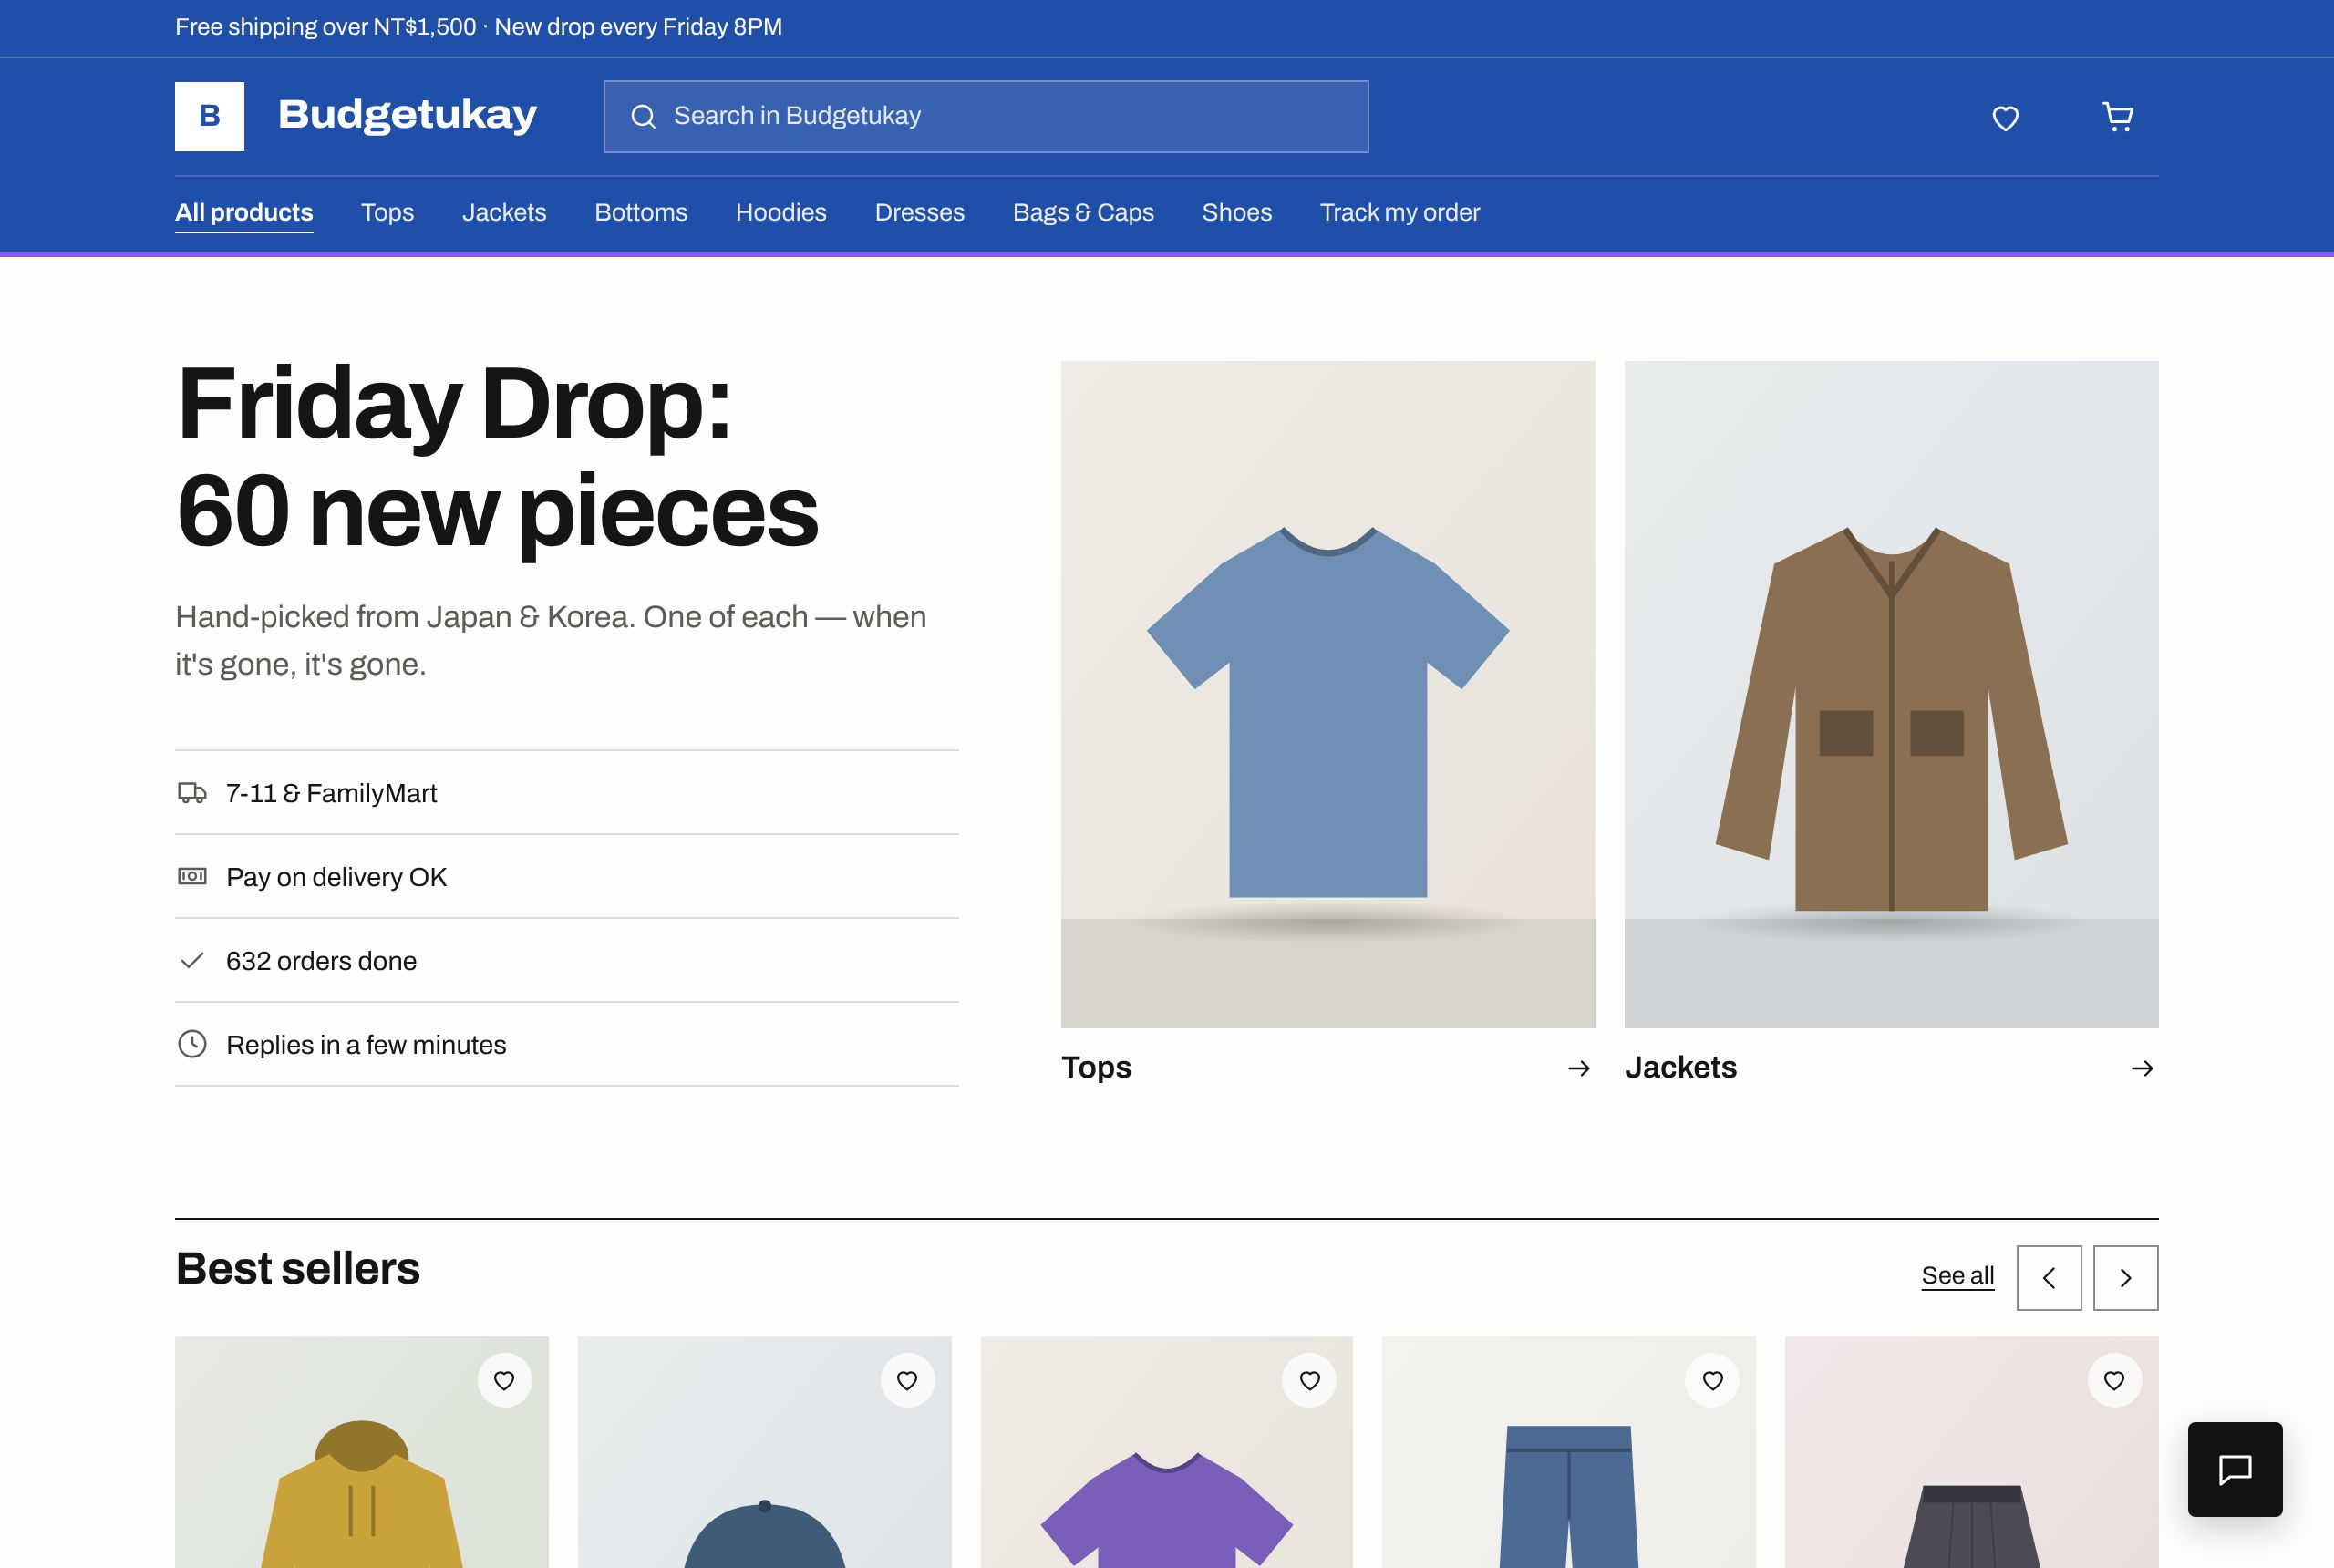 Free shipping over NT$1,500 · New drop every Friday 8PM
B
Budgetukay
Search in Budgetukay
All products
Tops
Jackets
Bottoms
Hoodies
Dresses
Bags & Caps
Shoes
Track my order
Friday Drop:
60 new pieces
Hand-picked from Japan & Korea. One of each — when
it's gone, it's gone.
7-11 & FamilyMart
Pay on delivery OK
632 orders done
Replies in a few minutes
Tops
Jackets
Best sellers
See all